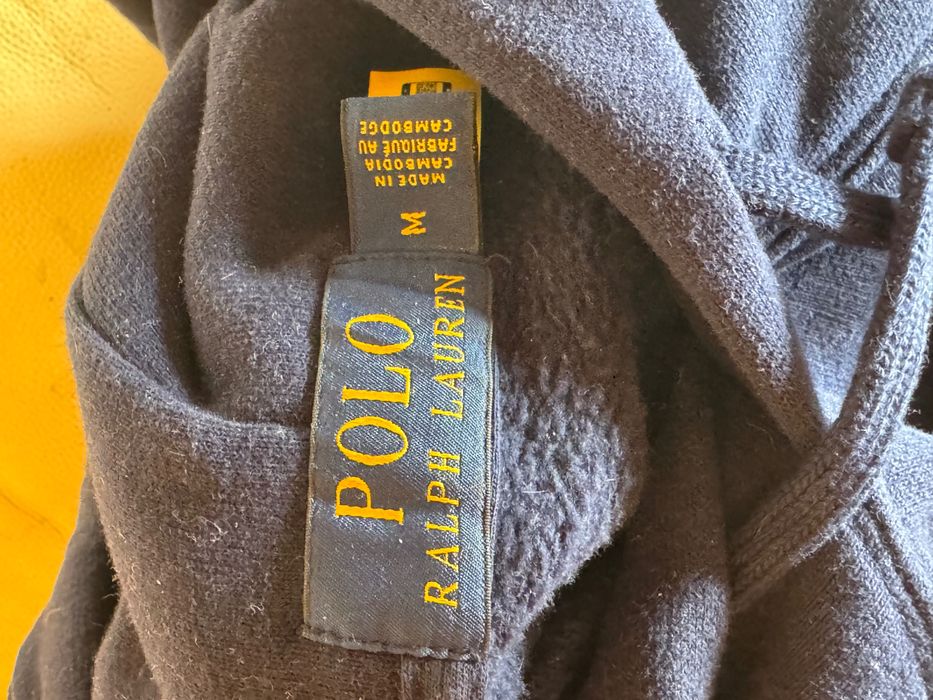 POLO
RALPH LAUREN
M
MADE IN
CAMBODIA
FABRIQUÉ AU
CAMBODGE